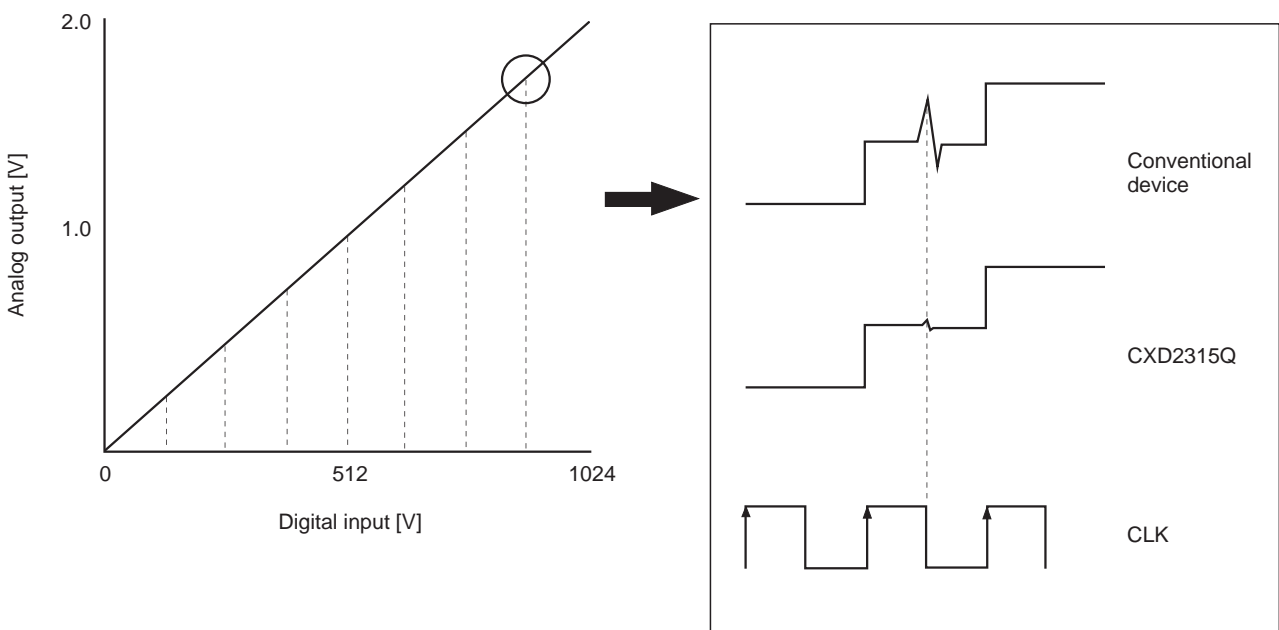 2.0
1.0
Analog output [V]
0
512
1024
Digital input [V]
Conventional
device
CXD2315Q
CLK